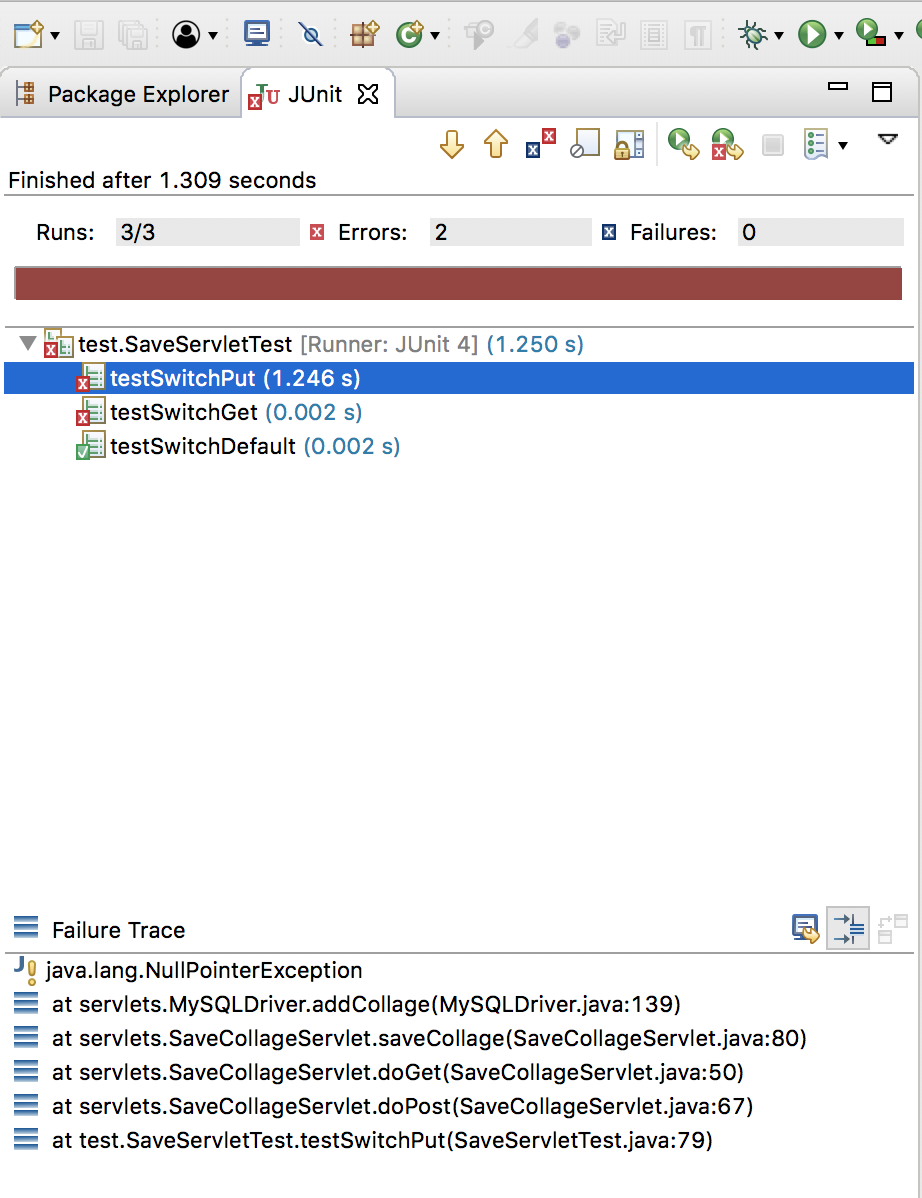 Package Explorer JUnit
Finished after 1.309 seconds
Runs: 3/3 Errors: 2 Failures: 0
test.SaveServletTest [Runner: JUnit 4] (1.250 s)
testSwitchPut (1.246 s)
testSwitchGet (0.002 s)
testSwitchDefault (0.002 s)
Failure Trace
java.lang.NullPointerException
at servlets.MySQLDriver.addCollage(MySQLDriver.java:139)
at servlets.SaveCollageServlet.saveCollage(SaveCollageServlet.java:80)
at servlets.SaveCollageServlet.doGet(SaveCollageServlet.java:50)
at servlets.SaveCollageServlet.doPost(SaveCollageServlet.java:67)
at test.SaveServletTest.testSwitchPut(SaveServletTest.java:79)